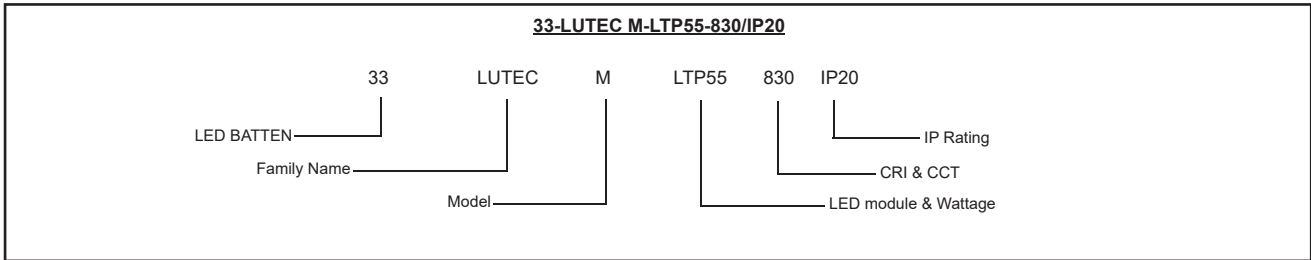 33-LUTEC M-LTP55-830/IP20
33 LUTEC M LTP55 830 IP20
LED BATTEN
IP Rating
Family Name
CRI & CCT
Model
LED module & Wattage